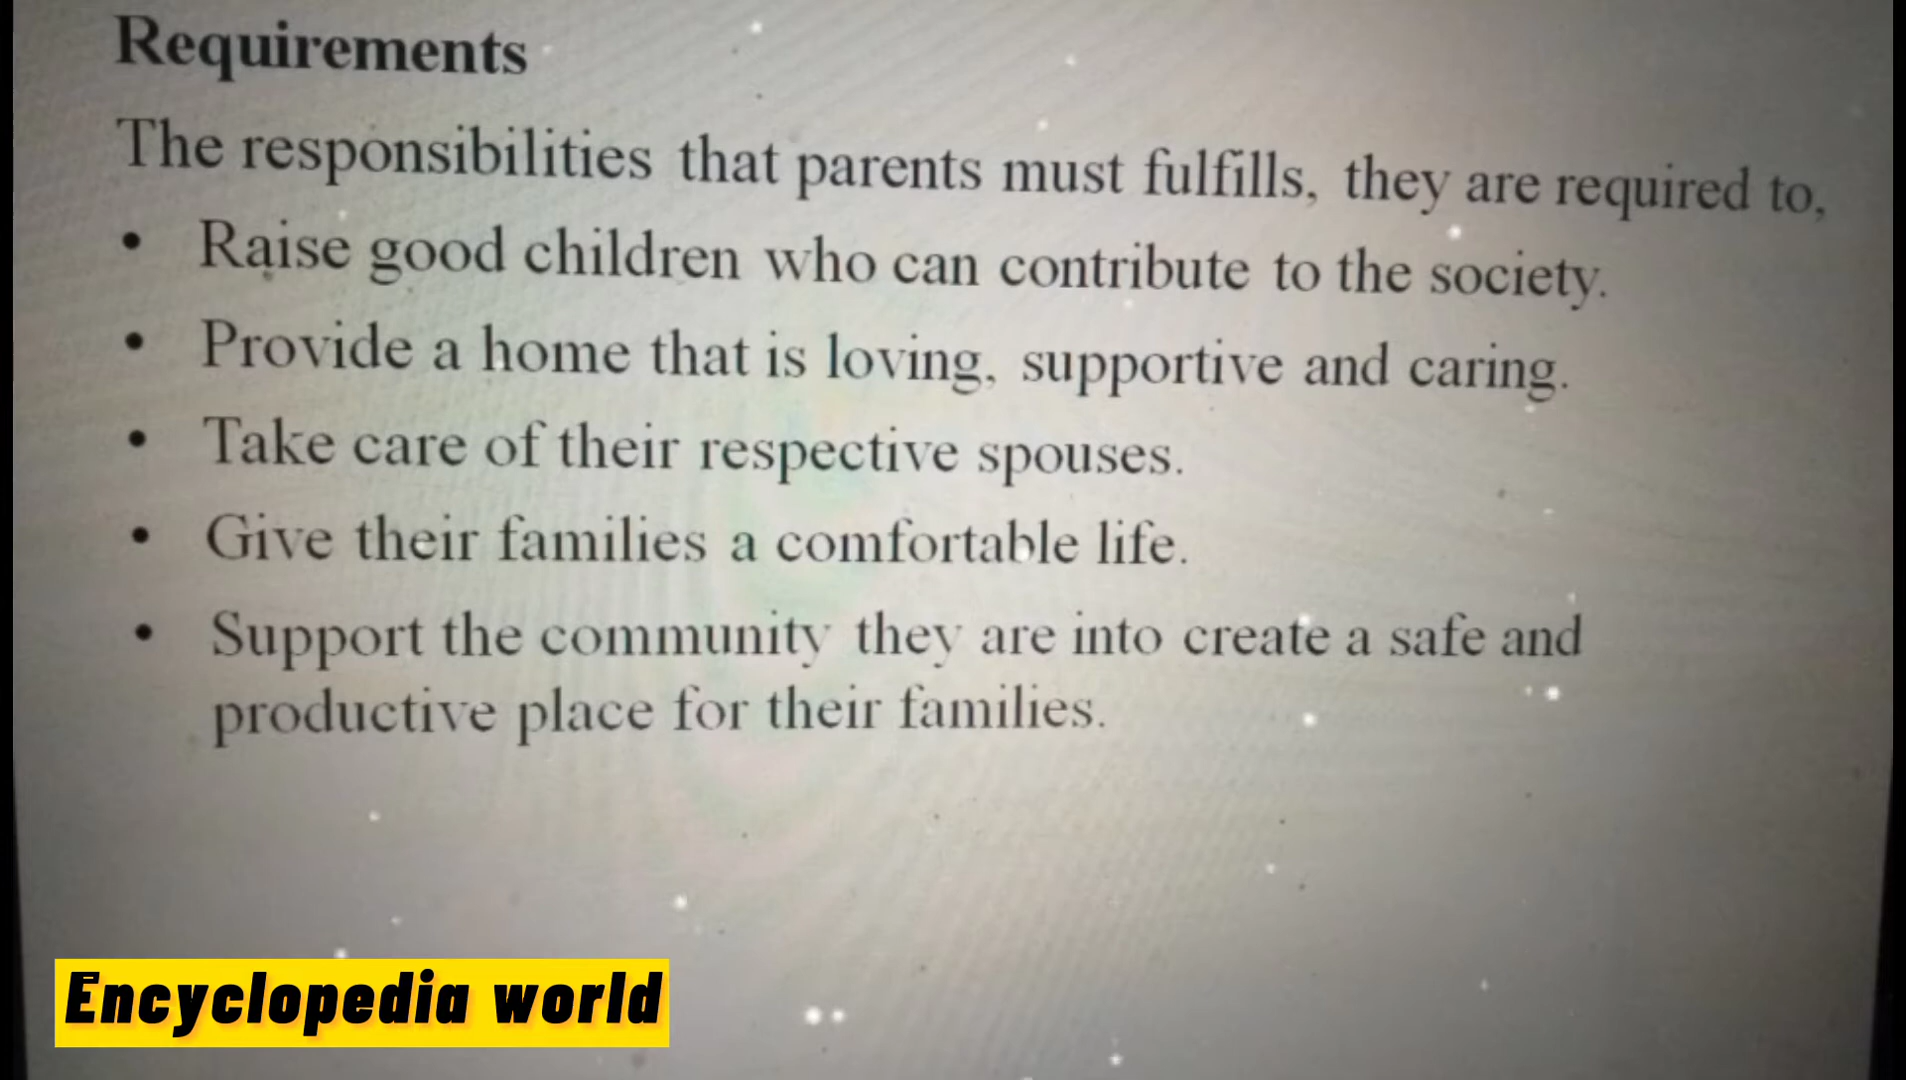 Requirements
The responsibilities that parents must fulfills, they are required to,
• Raise good children who can contribute to the society.
• Provide a home that is loving, supportive and caring.
• Take care of their respective spouses.
• Give their families a comfortable life.
• Support the community they are into create a safe and
productive place for their families.
Encyclopedia world